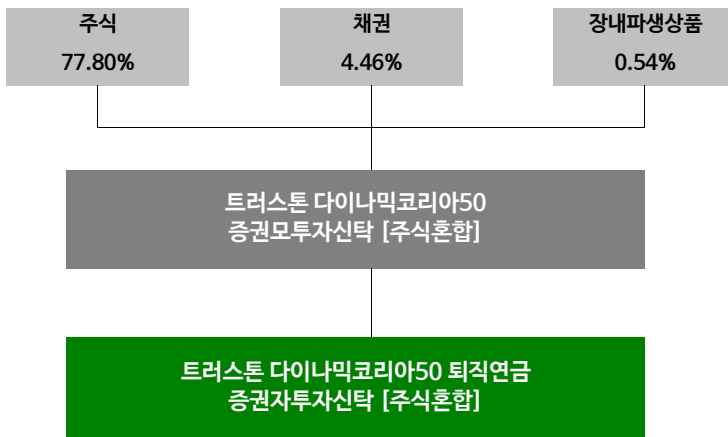 주식
77.80%
채권
4.46%
장내파생상품
0.54%
트러스톤 다이나믹코리아50
증권모투자신탁 [주식혼합]
트러스톤 다이나믹코리아50 퇴직연금
증권자투자신탁 [주식혼합]